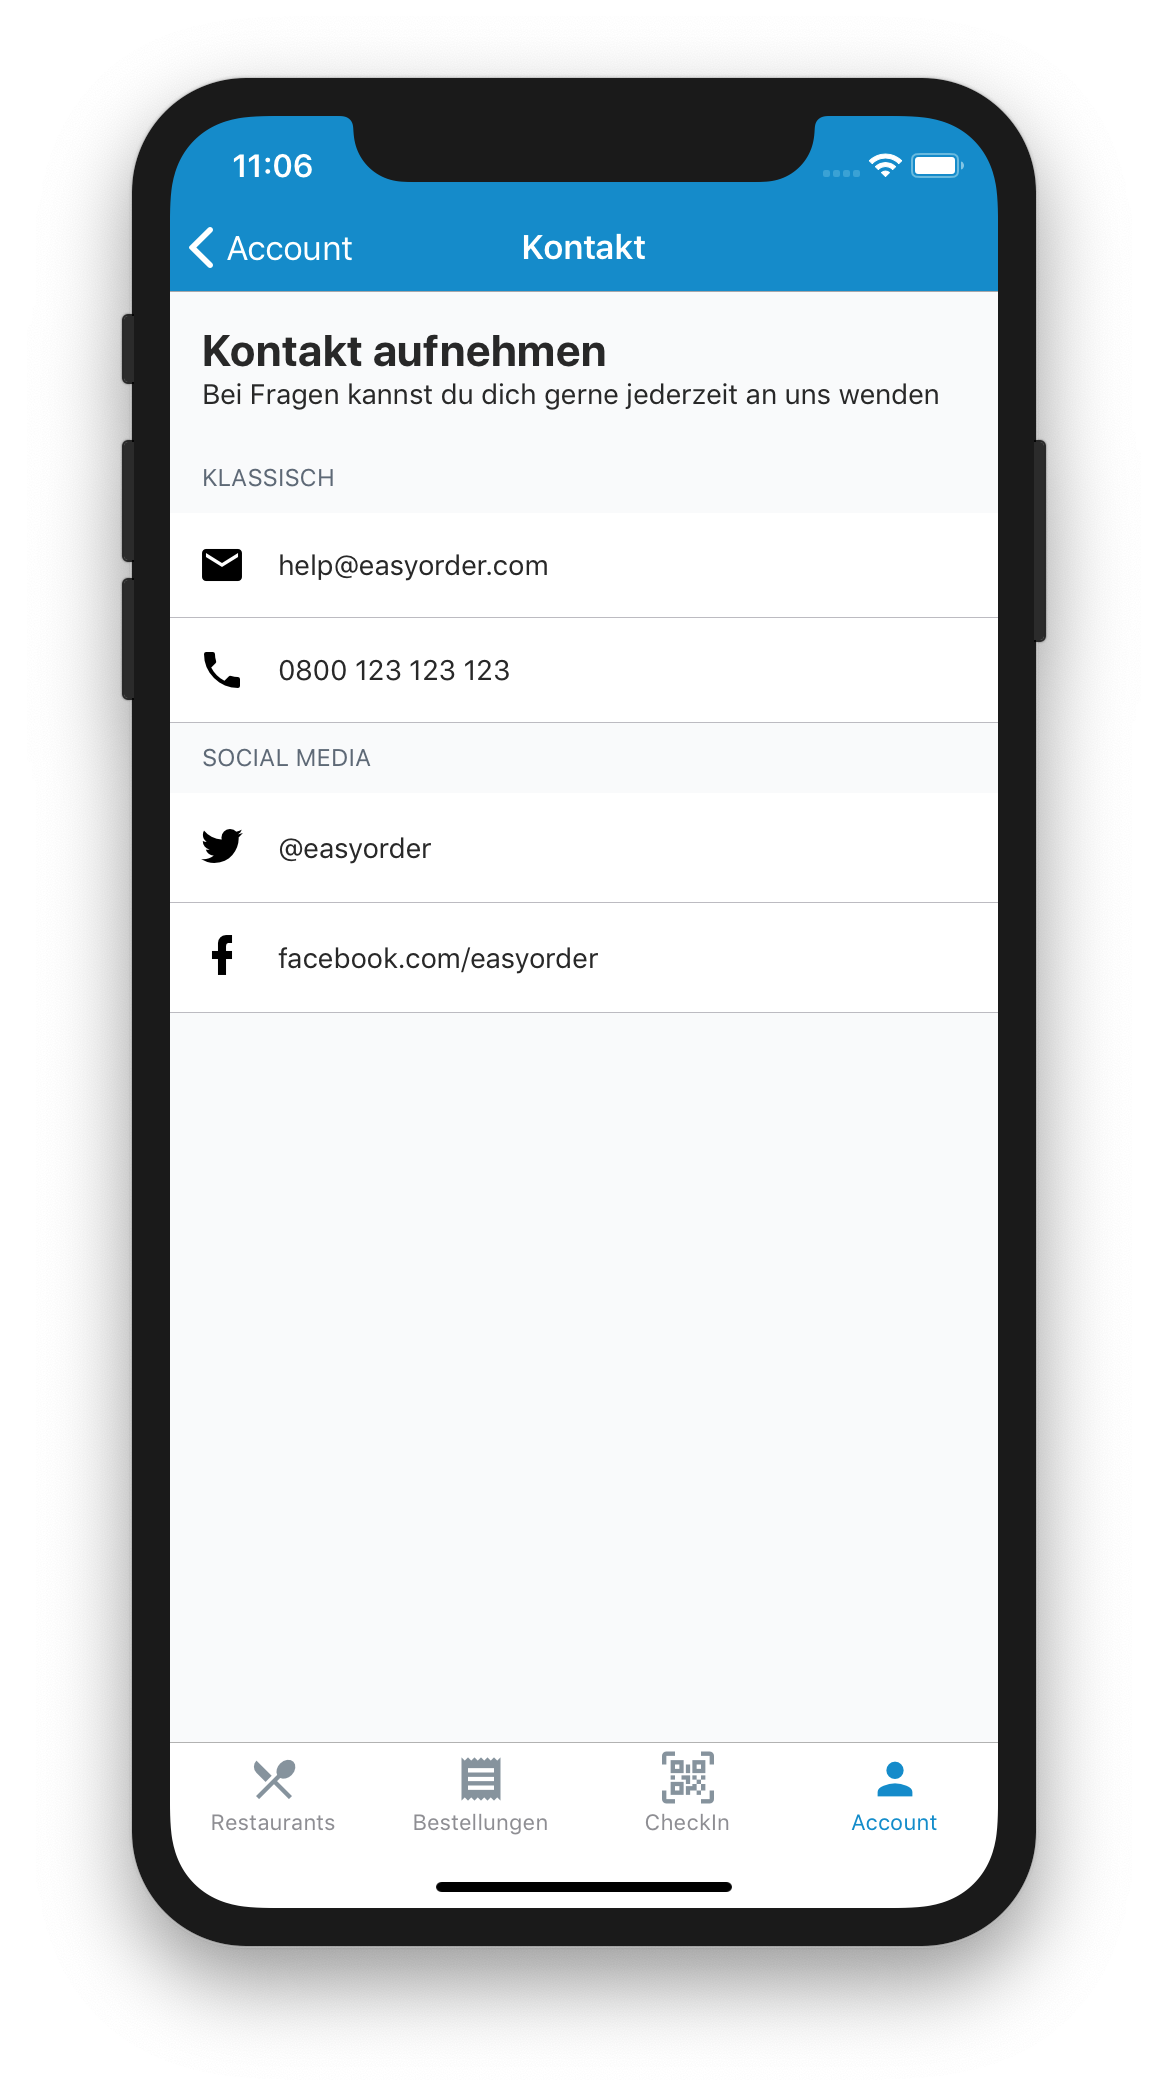 11:06
Account
Kontakt
Kontakt aufnehmen
Bei Fragen kannst du dich gerne jederzeit an uns wenden
KLASSISCH
help@easyorder.com
0800 123 123 123
SOCIAL MEDIA
@easyorder
facebook.com/easyorder
Restaurants
Bestellungen
CheckIn
Account